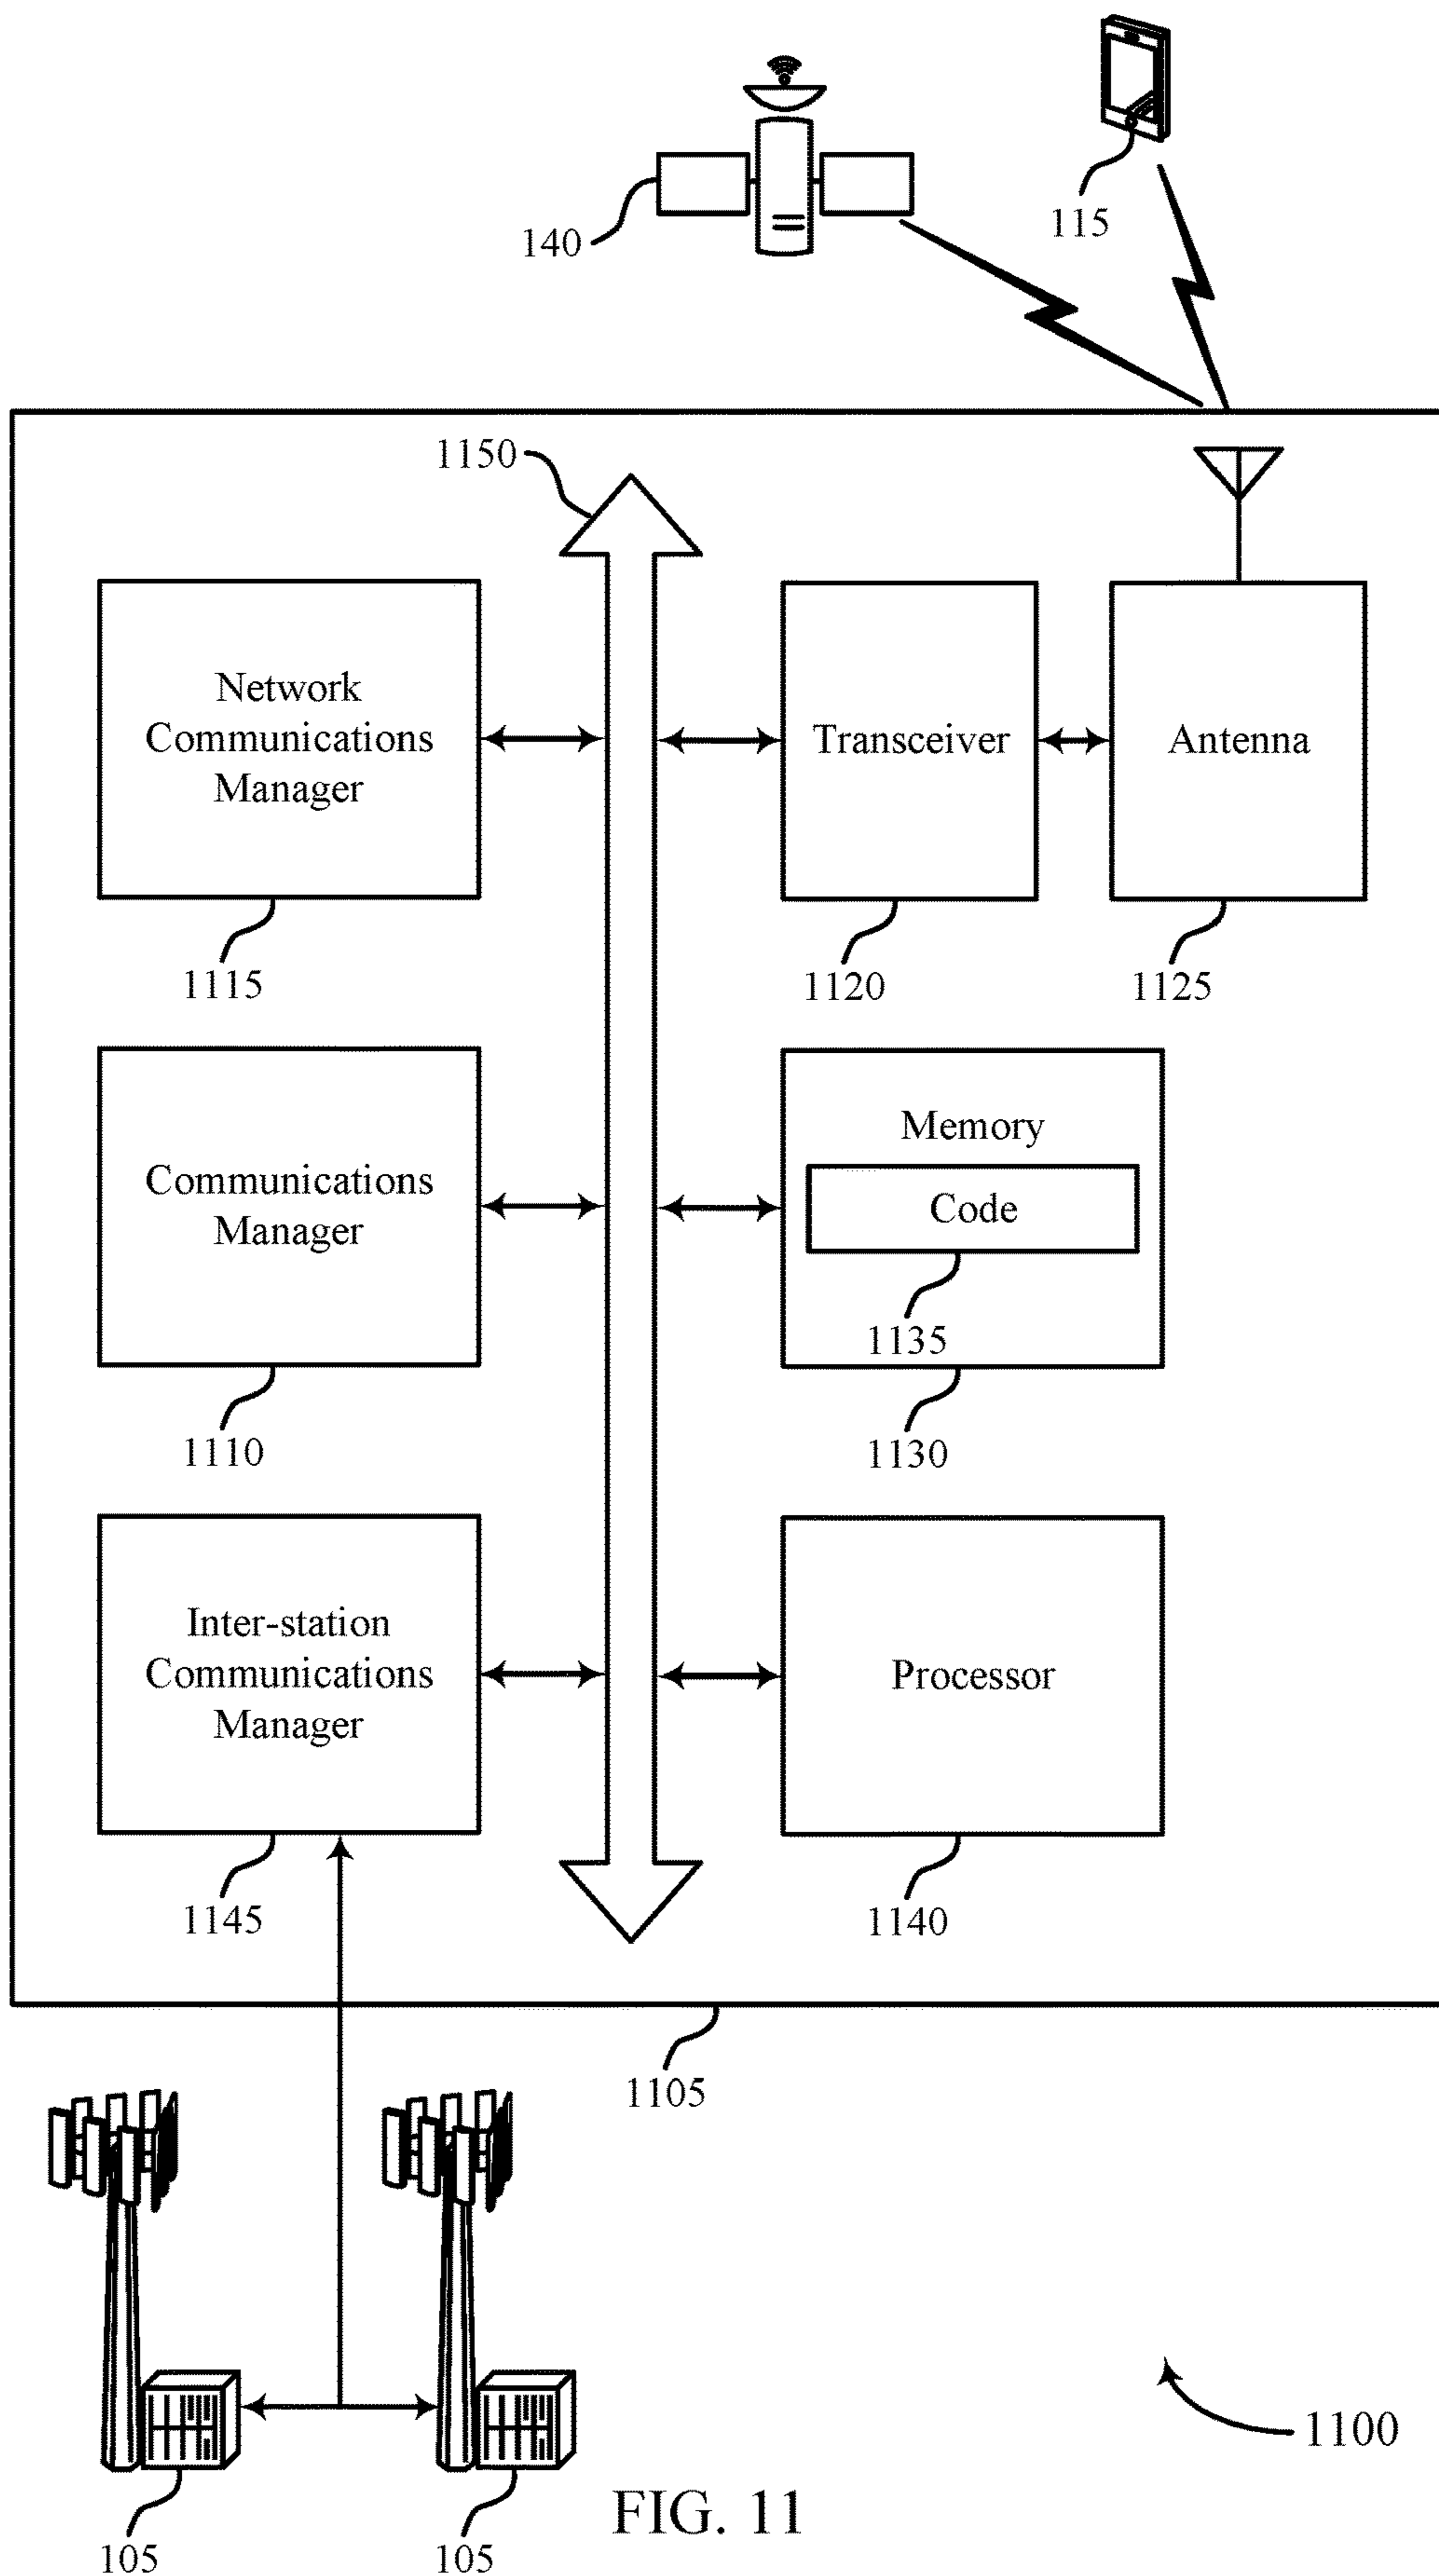 140
115
1150
Network
Communications
Manager
Transceiver
Antenna
1115
1120
1125
Communications
Manager
Memory
Code
1135
1110
1130
Inter-station
Communications
Manager
Processor
1145
1140
1105
1100
105
105
FIG. 11